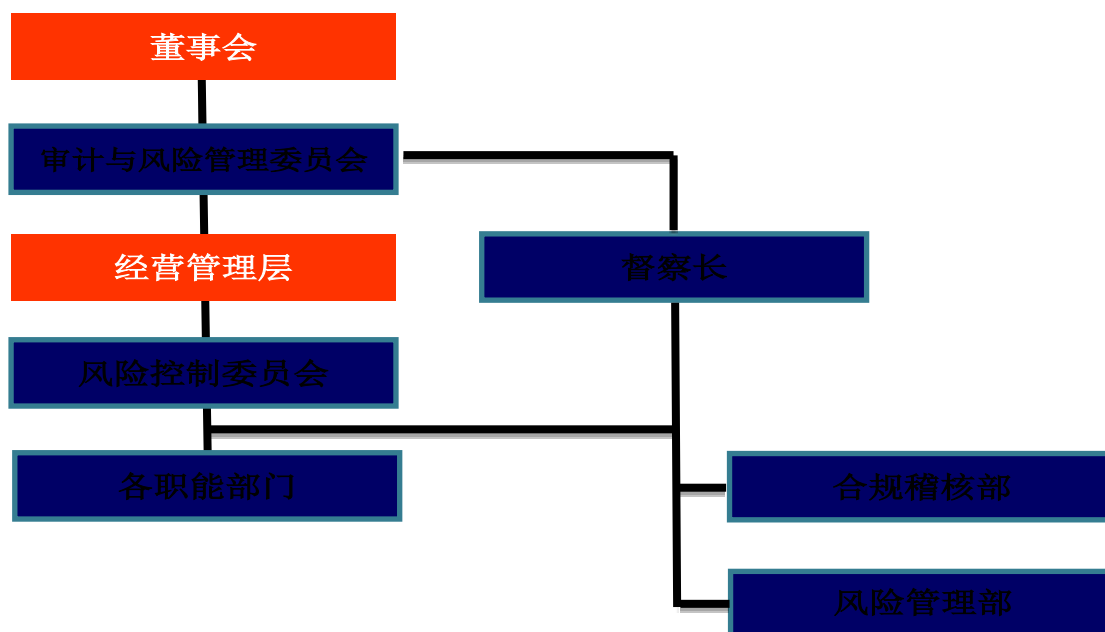 董事会
审计与风险管理委员会
经营管理层
督察长
风险控制委员会
各职能部门
合规稽核部
风险管理部